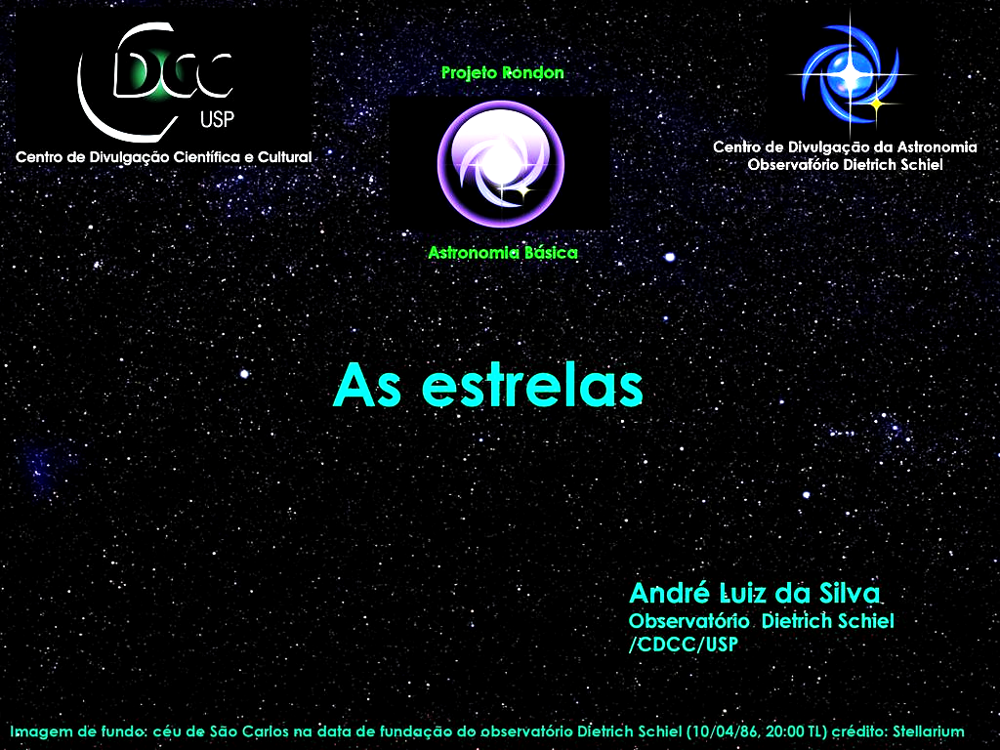 CDCC
USP
Centro de Divulgação Científica e Cultural
Projeto Rondon
Astronomia Básica
Centro de Divulgação da Astronomia
Observatório Dietrich Schiel
As estrelas
André Luiz da Silva
Observatório Dietrich Schiel
/CDCC/USP
Imagem de fundo: céu de São Carlos na data de fundação do observatório Dietrich Schiel (10/04/86, 20:00 TL) crédito: Stellarium